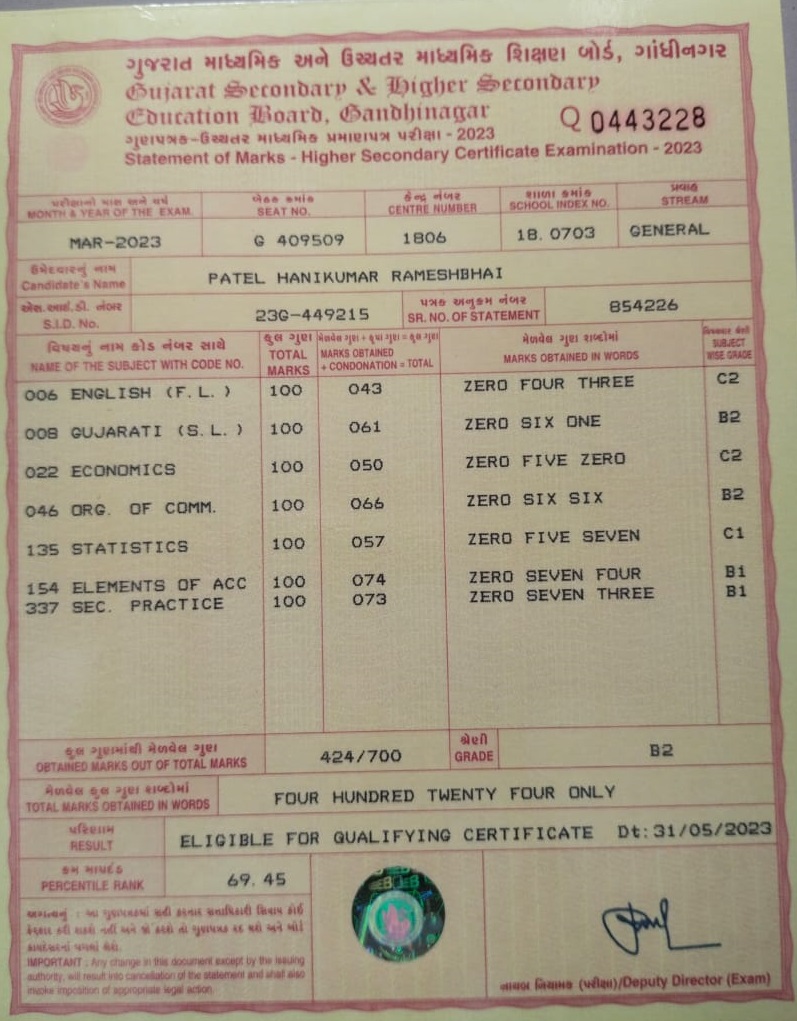 ગુજરાત માધ્યમિક અને ઉચ્ચતર માધ્યમિક શિક્ષણ બોર્ડ, ગાંધીનગર
Gujarat Secondary & Higher Secondary
Education Board, Gandhinagar
Q 0443228
ગુણપત્રક-ઉચ્ચતર માધ્યમિક પ્રમાણપત્ર પરીક્ષા - 2023
Statement of Marks - Higher Secondary Certificate Examination - 2023
પરીક્ષાનો માસ અને વર્ષ બેઠક ક્રમાંક કેન્દ્ર નંબર શાળા ક્રમાંક પ્રવાહ
MONTH & YEAR OF THE EXAM. SEAT NO. CENTRE NUMBER SCHOOL INDEX NO. STREAM
MAR-2023 G 409509 1806 18.0703 GENERAL
ઉમેદવારનું નામ
Candidate's Name PATEL HANIKUMAR RAMESHBHAI
એસ.આઈ.ડી. નંબર પત્રક અનુક્રમ નંબર
S.I.D. No. 23G-449215 SR. NO. OF STATEMENT 854226
વિષયનું નામ કોડ નંબર સાથે કુલ ગુણ મેળવેલ ગુણ + કૃપા ગુણ = કુલ ગુણ મેળવેલ ગુણ શબ્દોમાં વિષયવાર શ્રેણી
NAME OF THE SUBJECT WITH CODE NO. TOTAL MARKS MARKS OBTAINED + CONDONATION = TOTAL MARKS OBTAINED IN WORDS SUBJECT WISE GRADE
006 ENGLISH (F.L.) 100 043 ZERO FOUR THREE C2
008 GUJARATI (S.L.) 100 061 ZERO SIX ONE B2
022 ECONOMICS 100 050 ZERO FIVE ZERO C2
046 ORG. OF COMM. 100 066 ZERO SIX SIX B2
135 STATISTICS 100 057 ZERO FIVE SEVEN C1
154 ELEMENTS OF ACC 100 074 ZERO SEVEN FOUR B1
337 SEC. PRACTICE 100 073 ZERO SEVEN THREE B1
કુલ ગુણમાંથી મેળવેલ ગુણ શ્રેણી
OBTAINED MARKS OUT OF TOTAL MARKS 424/700 GRADE B2
મેળવેલ કુલ ગુણ શબ્દોમાં
TOTAL MARKS OBTAINED IN WORDS FOUR HUNDRED TWENTY FOUR ONLY
પરિણામ
RESULT ELIGIBLE FOR QUALIFYING CERTIFICATE Dt:31/05/2023
ક્રમ માપદંડ
PERCENTILE RANK 69.45
અગત્યનું : આ ગુણપત્રકમાં સહી કરનાર સત્તાધિકારી સિવાય કોઈ
ફેરફાર કરી શકશે નહીં અને જો કરશે તો ગુણપત્રક રદ થશે અને
IMPORTANT : Any change in this document except by the issuing
authority, will result into cancellation of the statement and shall also
invoke imposition of appropriate legal action.
નાયબ નિયામક (પરીક્ષા)/Deputy Director (Exam)